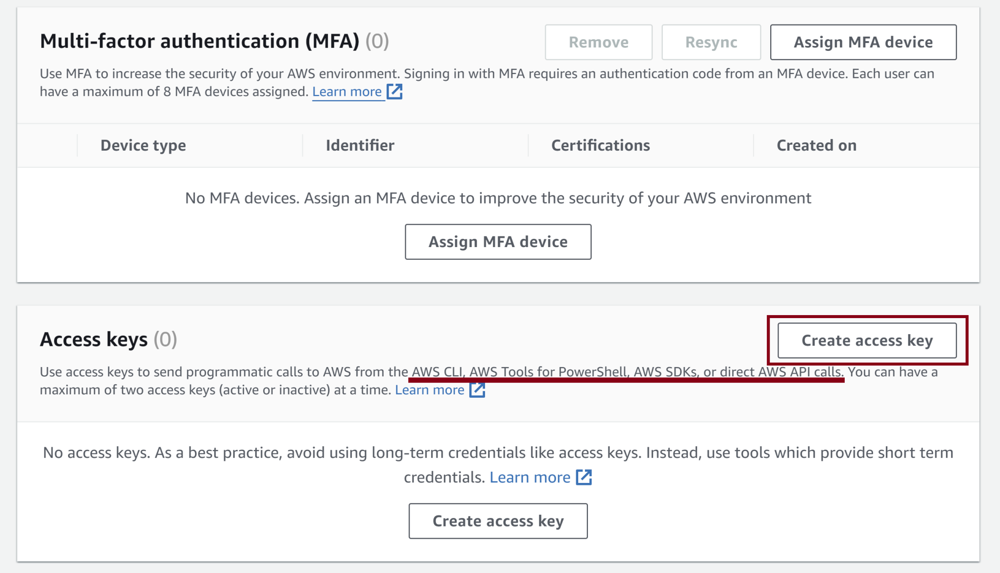 Multi-factor authentication (MFA) (0)
Remove
Resync
Assign MFA device
Use MFA to increase the security of your AWS environment. Signing in with MFA requires an authentication code from an MFA device. Each user can
have a maximum of 8 MFA devices assigned. Learn more
Device type
Identifier
Certifications
Created on
No MFA devices. Assign an MFA device to improve the security of your AWS environment
Assign MFA device
Access keys (0)
Create access key
Use access keys to send programmatic calls to AWS from the AWS CLI, AWS Tools for PowerShell, AWS SDKs, or direct AWS API calls. You can have a
maximum of two access keys (active or inactive) at a time. Learn more
No access keys. As a best practice, avoid using long-term credentials like access keys. Instead, use tools which provide short term
credentials. Learn more
Create access key